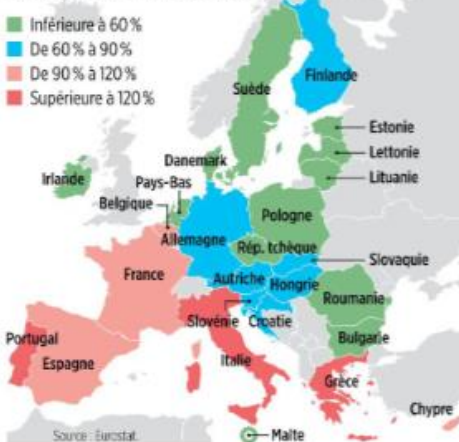 Inférieure à 60 %
De 60 % à 90 %
De 90 % à 120 %
Supérieure à 120 %
Finlande
Suède
Estonie
Lettonie
Lituanie
Danemark
Irlande
Pays-Bas
Belgique
Pologne
Allemagne
Rép. tchèque
Slovaquie
France
Autriche
Hongrie
Roumanie
Slovénie
Croatie
Bulgarie
Portugal
Espagne
Italie
Grèce
Chypre
Malte
Source : Eurostat.